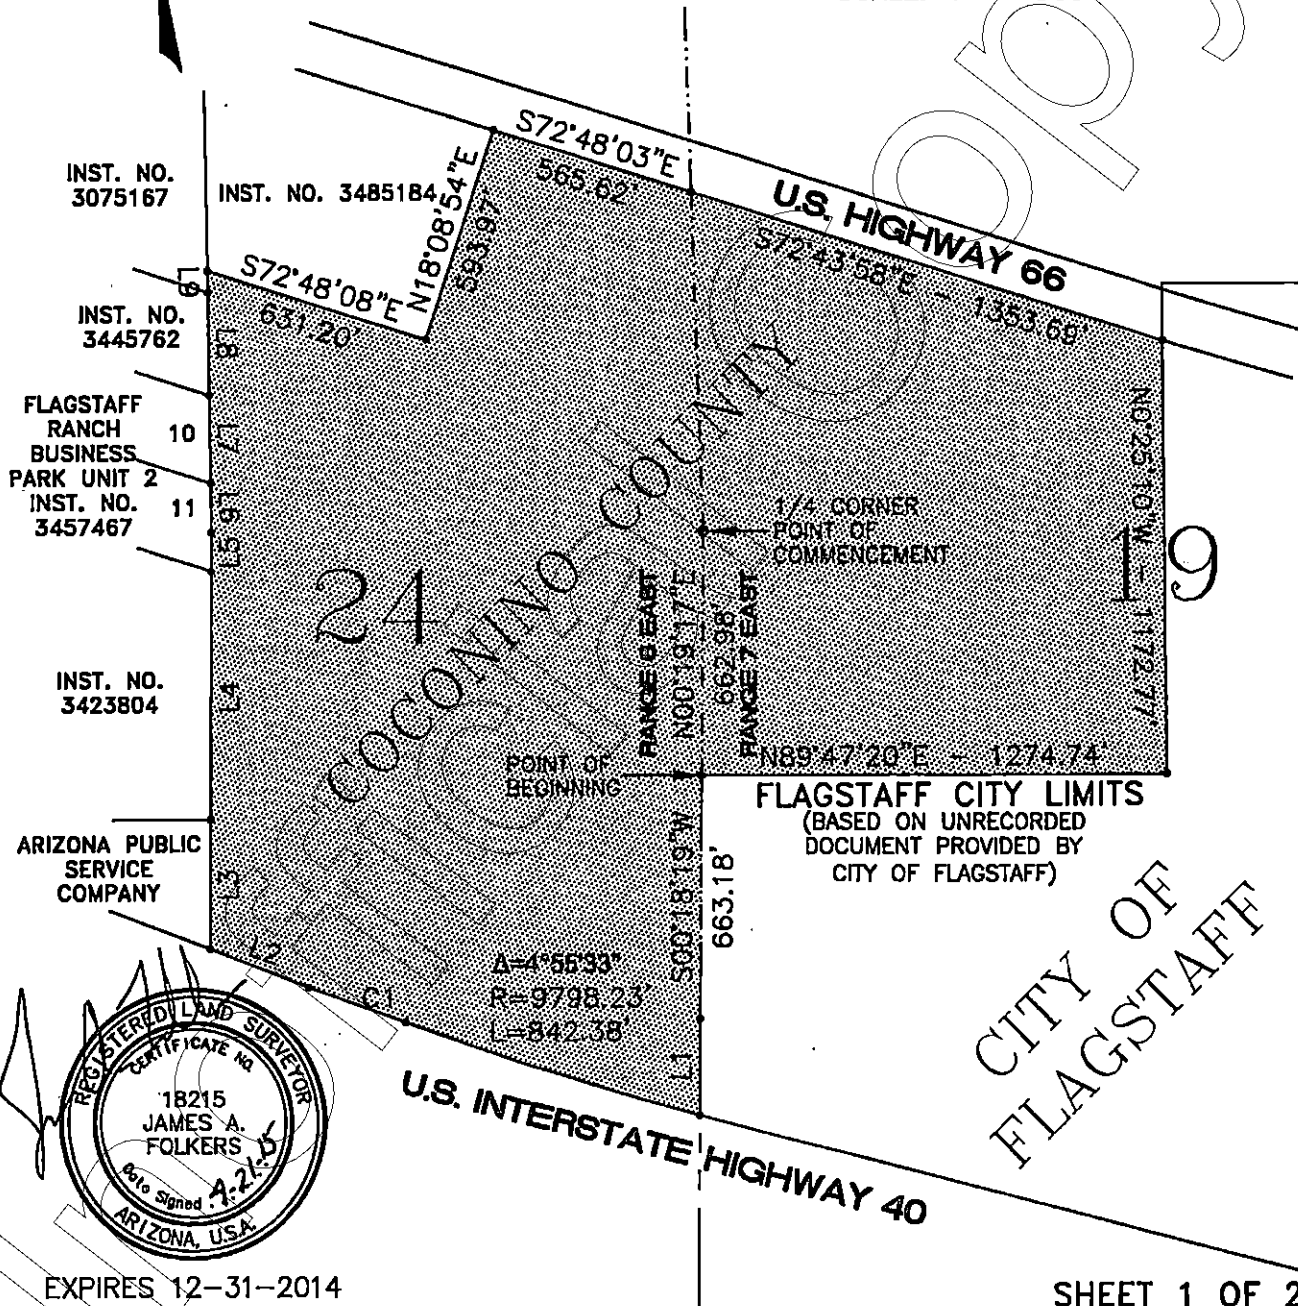 S72°48'03"E
565.62'
U.S. HIGHWAY 66
S72°43'58"E - 1353.69'
INST. NO.
3075167
INST. NO. 3485184
N18°08'54"E
593.97'
S72°48'08"E
631.20'
L9
INST. NO.
3445762
L8
FLAGSTAFF
RANCH
BUSINESS
PARK UNIT 2
INST. NO.
3457467
10
11
L7
L6
L5
N0°25'10"W - 1172.77'
1/4 CORNER
POINT OF
COMMENCEMENT
24
19
COCONINO COUNTY
RANGE 6 EAST
N00°19'17"E
662.98'
RANGE 7 EAST
INST. NO.
3423804
L4
POINT OF
BEGINNING
N89°47'20"E - 1274.74'
FLAGSTAFF CITY LIMITS
(BASED ON UNRECORDED
DOCUMENT PROVIDED BY
CITY OF FLAGSTAFF)
ARIZONA PUBLIC
SERVICE
COMPANY
L3
S00°18'19"W
663.18'
L2
C1
Δ=4°55'33"
R=9798.23'
L=842.38'
L1
CITY OF
FLAGSTAFF
U.S. INTERSTATE HIGHWAY 40
REGISTERED LAND SURVEYOR
CERTIFICATE NO.
18215
JAMES A.
FOLKERS
Date Signed
ARIZONA, U.S.A.
EXPIRES 12-31-2014
SHEET 1 OF 2